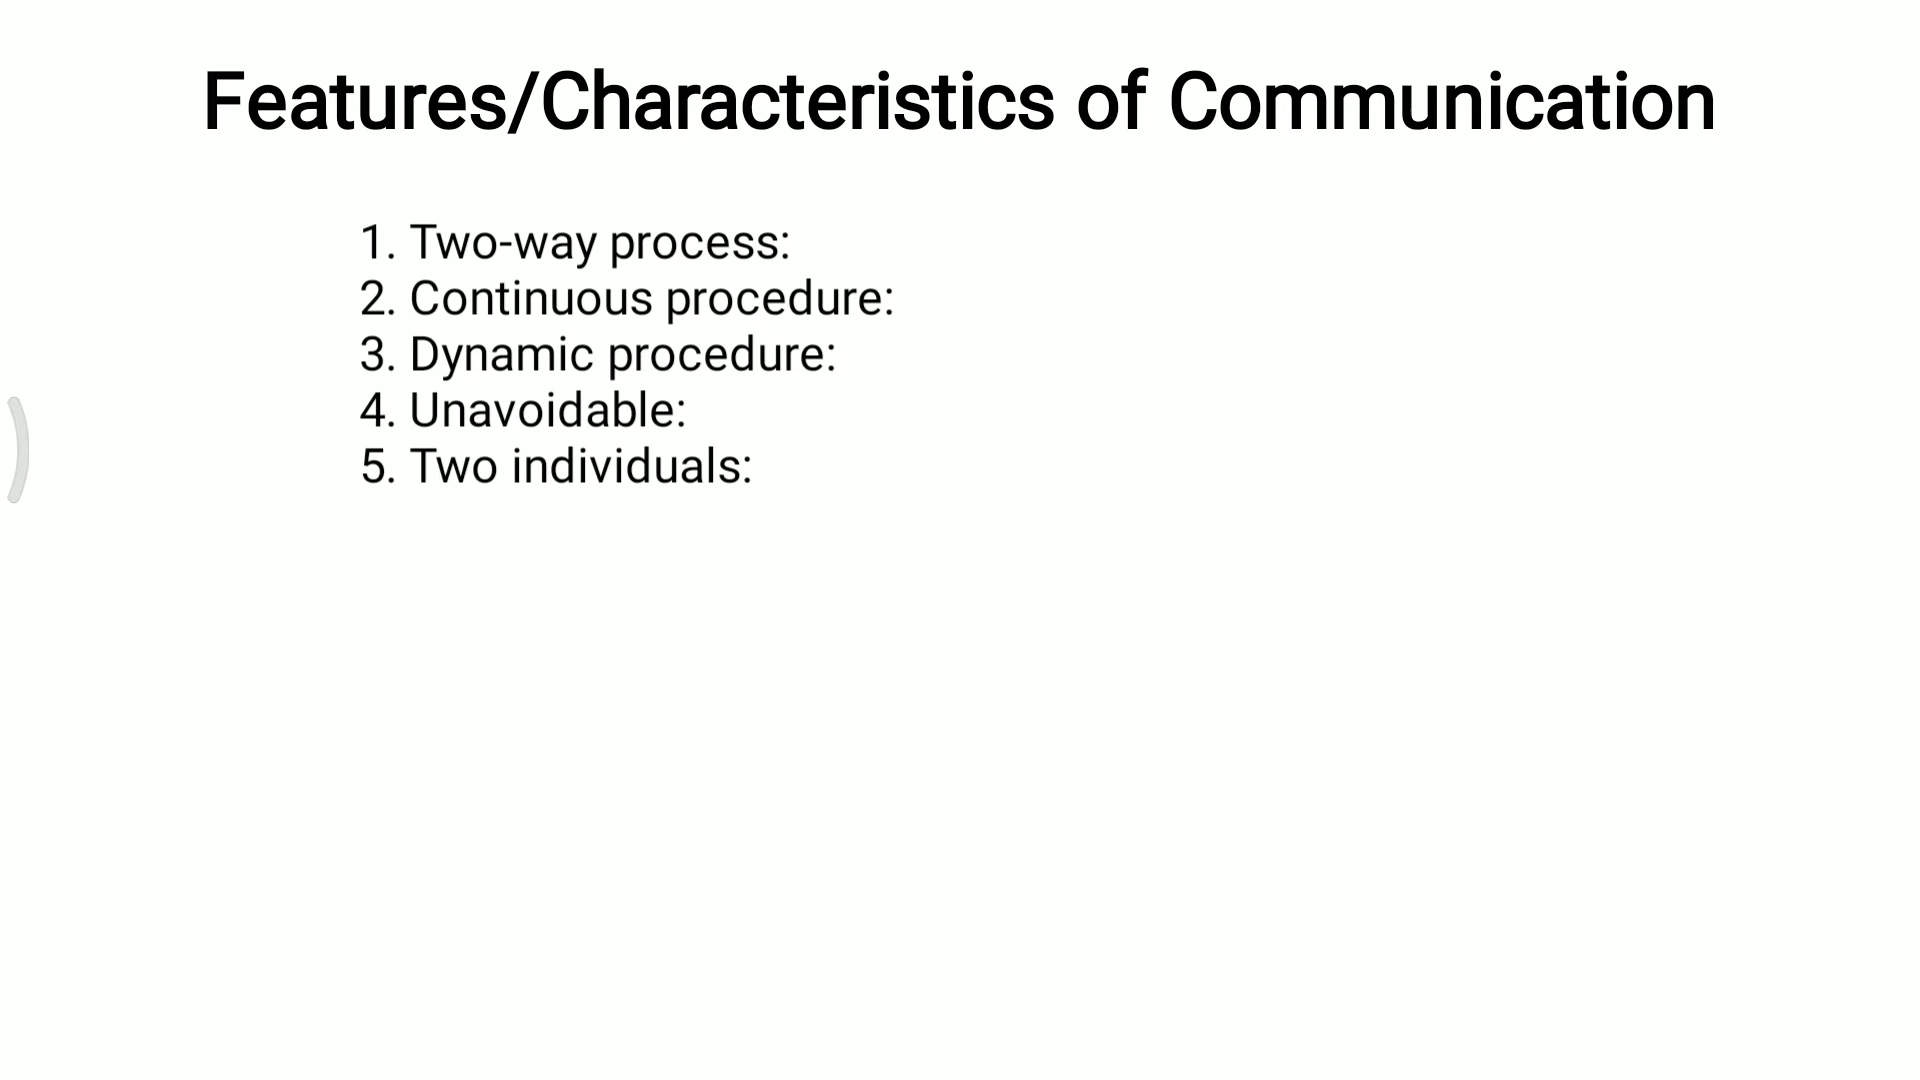 Features/Characteristics of Communication
1. Two-way process:
2. Continuous procedure:
3. Dynamic procedure:
4. Unavoidable:
5. Two individuals: